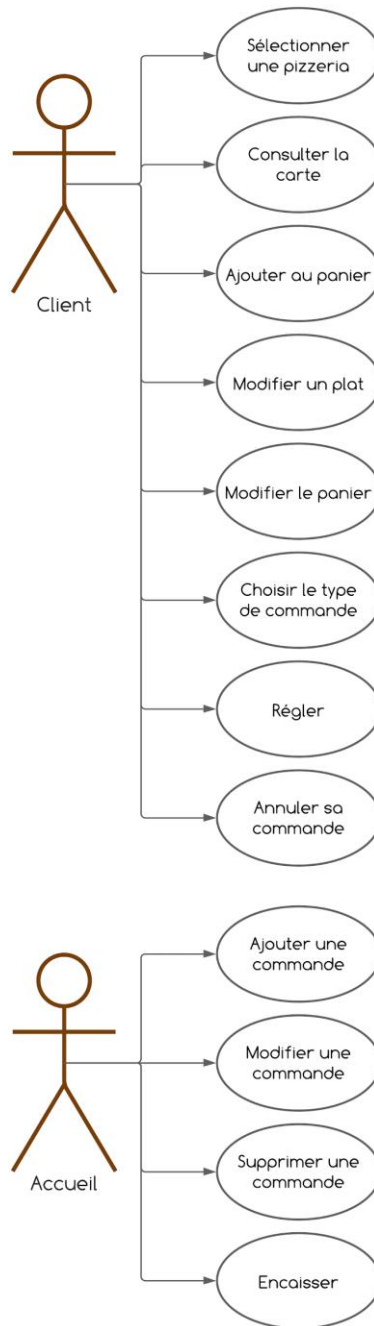 Sélectionner
une pizzeria
Consulter la
carte
Ajouter au panier
Client
Modifier un plat
Modifier le panier
Choisir le type
de commande
Régler
Annuler sa
commande
Ajouter une
commande
Modifier une
commande
Supprimer une
commande
Accueil
Encaisser